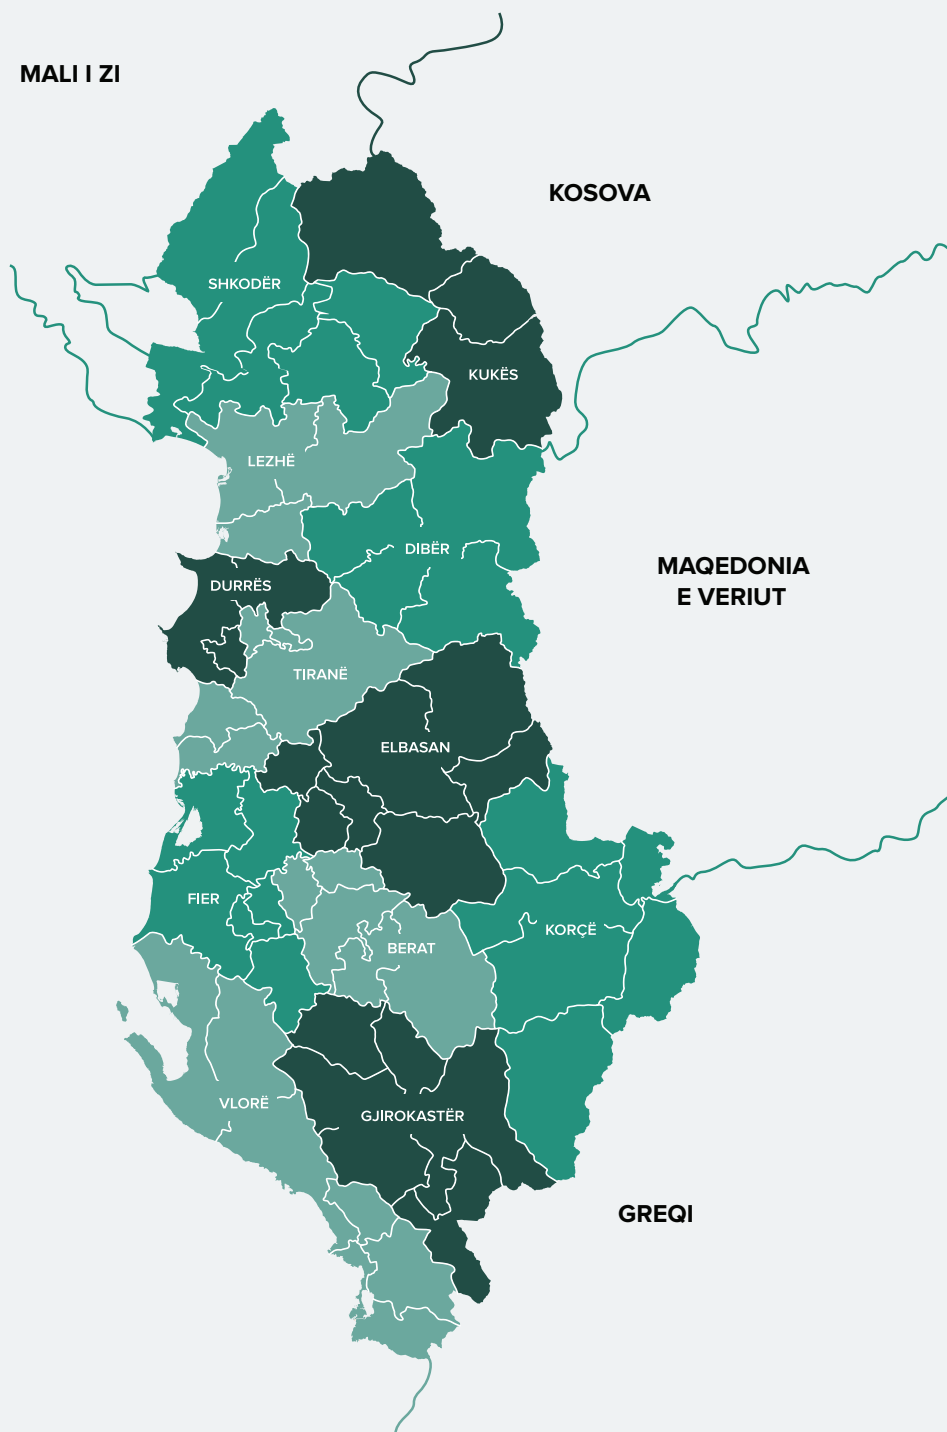 MALI I ZI
KOSOVA
SHKODËR
KUKËS
LEZHË
DIBËR
MAQEDONIA
E VERIUT
DURRËS
TIRANË
ELBASAN
FIER
KORÇË
BERAT
VLORË
GJIROKASTËR
GREQI